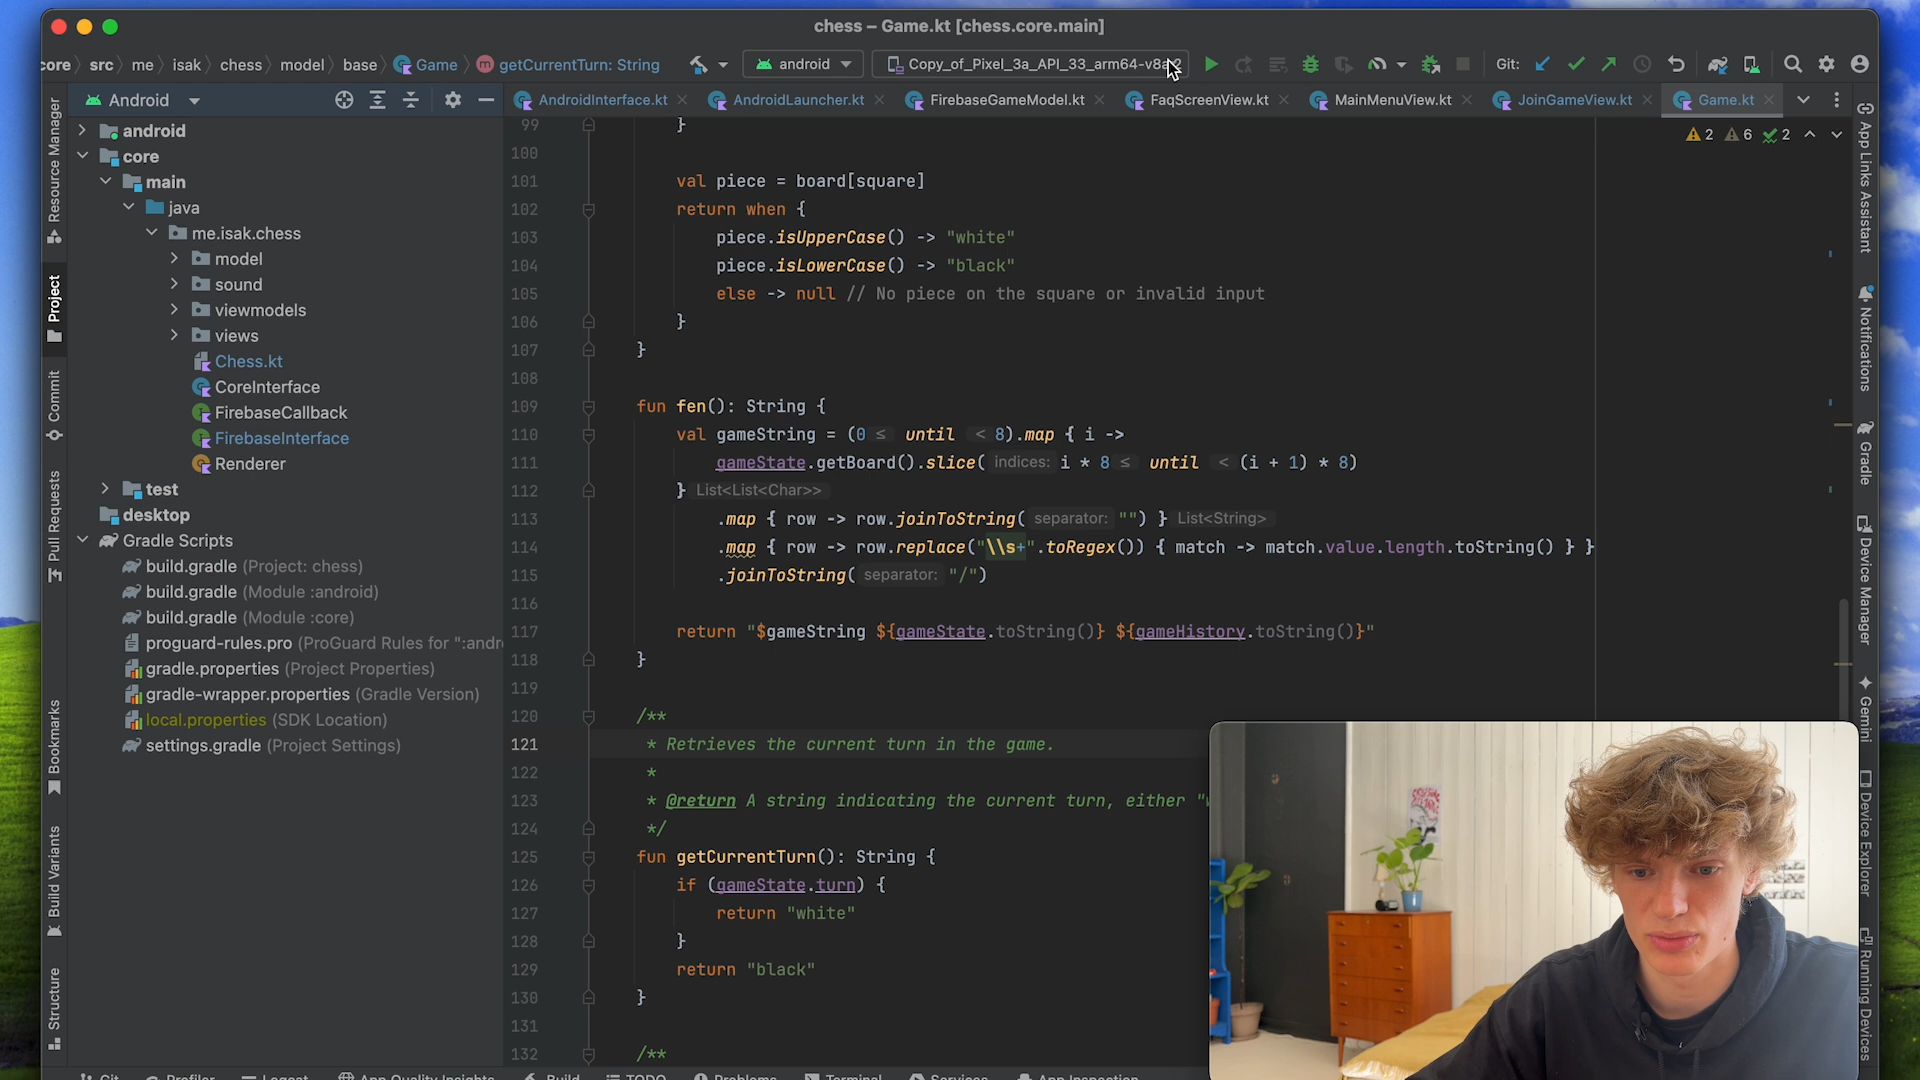 chess – Game.kt [chess.core.main]
core src me isak chess model base Game getCurrentTurn: String android Copy_of_Pixel_3a_API_33_arm64-v8a Git:
Android AndroidInterface.kt AndroidLauncher.kt FirebaseGameModel.kt FaqScreenView.kt MainMenuView.kt JoinGameView.kt Game.kt
2 6 2
android
core
main
java
me.isak.chess
model
sound
viewmodels
views
Chess.kt
CoreInterface
FirebaseCallback
FirebaseInterface
Renderer
test
desktop
Gradle Scripts
build.gradle (Project: chess)
build.gradle (Module :android)
build.gradle (Module :core)
proguard-rules.pro (ProGuard Rules for ":andr
gradle.properties (Project Properties)
gradle-wrapper.properties (Gradle Version)
local.properties (SDK Location)
settings.gradle (Project Settings)
99 }
100
101 val piece = board[square]
102 return when {
103 piece.isUpperCase() -> "white"
104 piece.isLowerCase() -> "black"
105 else -> null // No piece on the square or invalid input
106 }
107 }
108
109 fun fen(): String {
110 val gameString = (0 ≤ until < 8).map { i ->
111 gameState.getBoard().slice( indices: i * 8 ≤ until < (i + 1) * 8)
112 } List<List<Char>>
113 .map { row -> row.joinToString( separator: "") } List<String>
114 .map { row -> row.replace("\\s+".toRegex()) { match -> match.value.length.toString() } }
115 .joinToString( separator: "/")
116
117 return "$gameString ${gameState.toString()} ${gameHistory.toString()}"
118 }
119
120 /**
121 * Retrieves the current turn in the game.
122 *
123 * @return A string indicating the current turn, either "
124 */
125 fun getCurrentTurn(): String {
126 if (gameState.turn) {
127 return "white"
128 }
129 return "black"
130 }
131
132 /**
Resource Manager
Project
Commit
Pull Requests
Bookmarks
Build Variants
Structure
App Links Assistant
Notifications
Gradle
Device Manager
Gemini
Device Explorer
Running Devices
Git Profiler Logcat App Quality Insights Build TODO Problems Terminal Services App Inspection